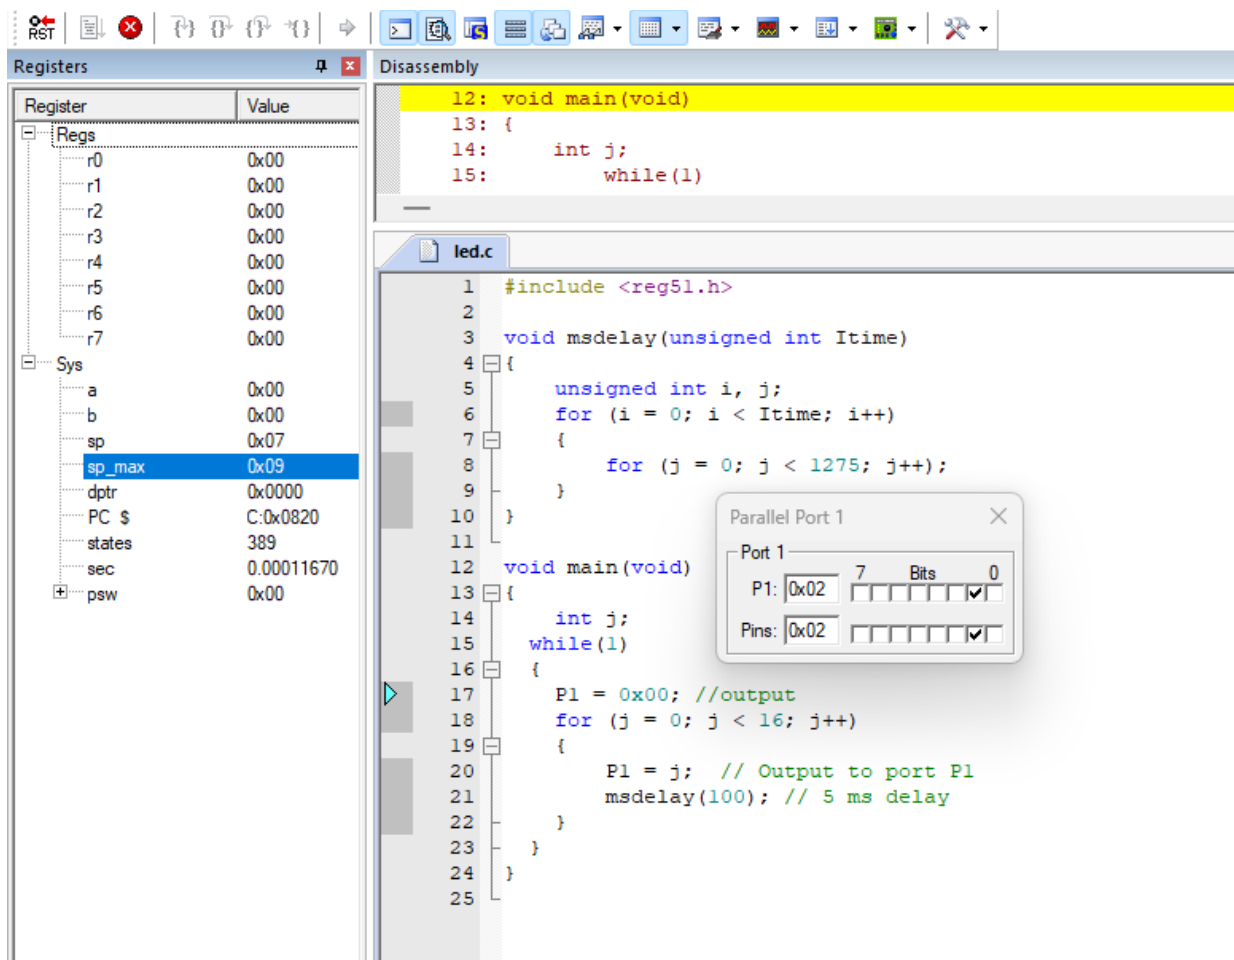 RST
Registers
Register Value
Regs
r0 0x00
r1 0x00
r2 0x00
r3 0x00
r4 0x00
r5 0x00
r6 0x00
r7 0x00
Sys
a 0x00
b 0x00
sp 0x07
sp_max 0x09
dptr 0x0000
PC $ C:0x0820
states 389
sec 0.00011670
psw 0x00
Disassembly
12: void main(void)
13: {
14: int j;
15: while(1)
led.c
1 #include <reg51.h>
2
3 void msdelay(unsigned int Itime)
4 {
5 unsigned int i, j;
6 for (i = 0; i < Itime; i++)
7 {
8 for (j = 0; j < 1275; j++);
9 }
10 }
11
12 void main(void)
13 {
14 int j;
15 while(1)
16 {
17 P1 = 0x00; //output
18 for (j = 0; j < 16; j++)
19 {
20 P1 = j; // Output to port P1
21 msdelay(100); // 5 ms delay
22 }
23 }
24 }
25
Parallel Port 1
Port 1
7 Bits 0
P1: 0x02
Pins: 0x02